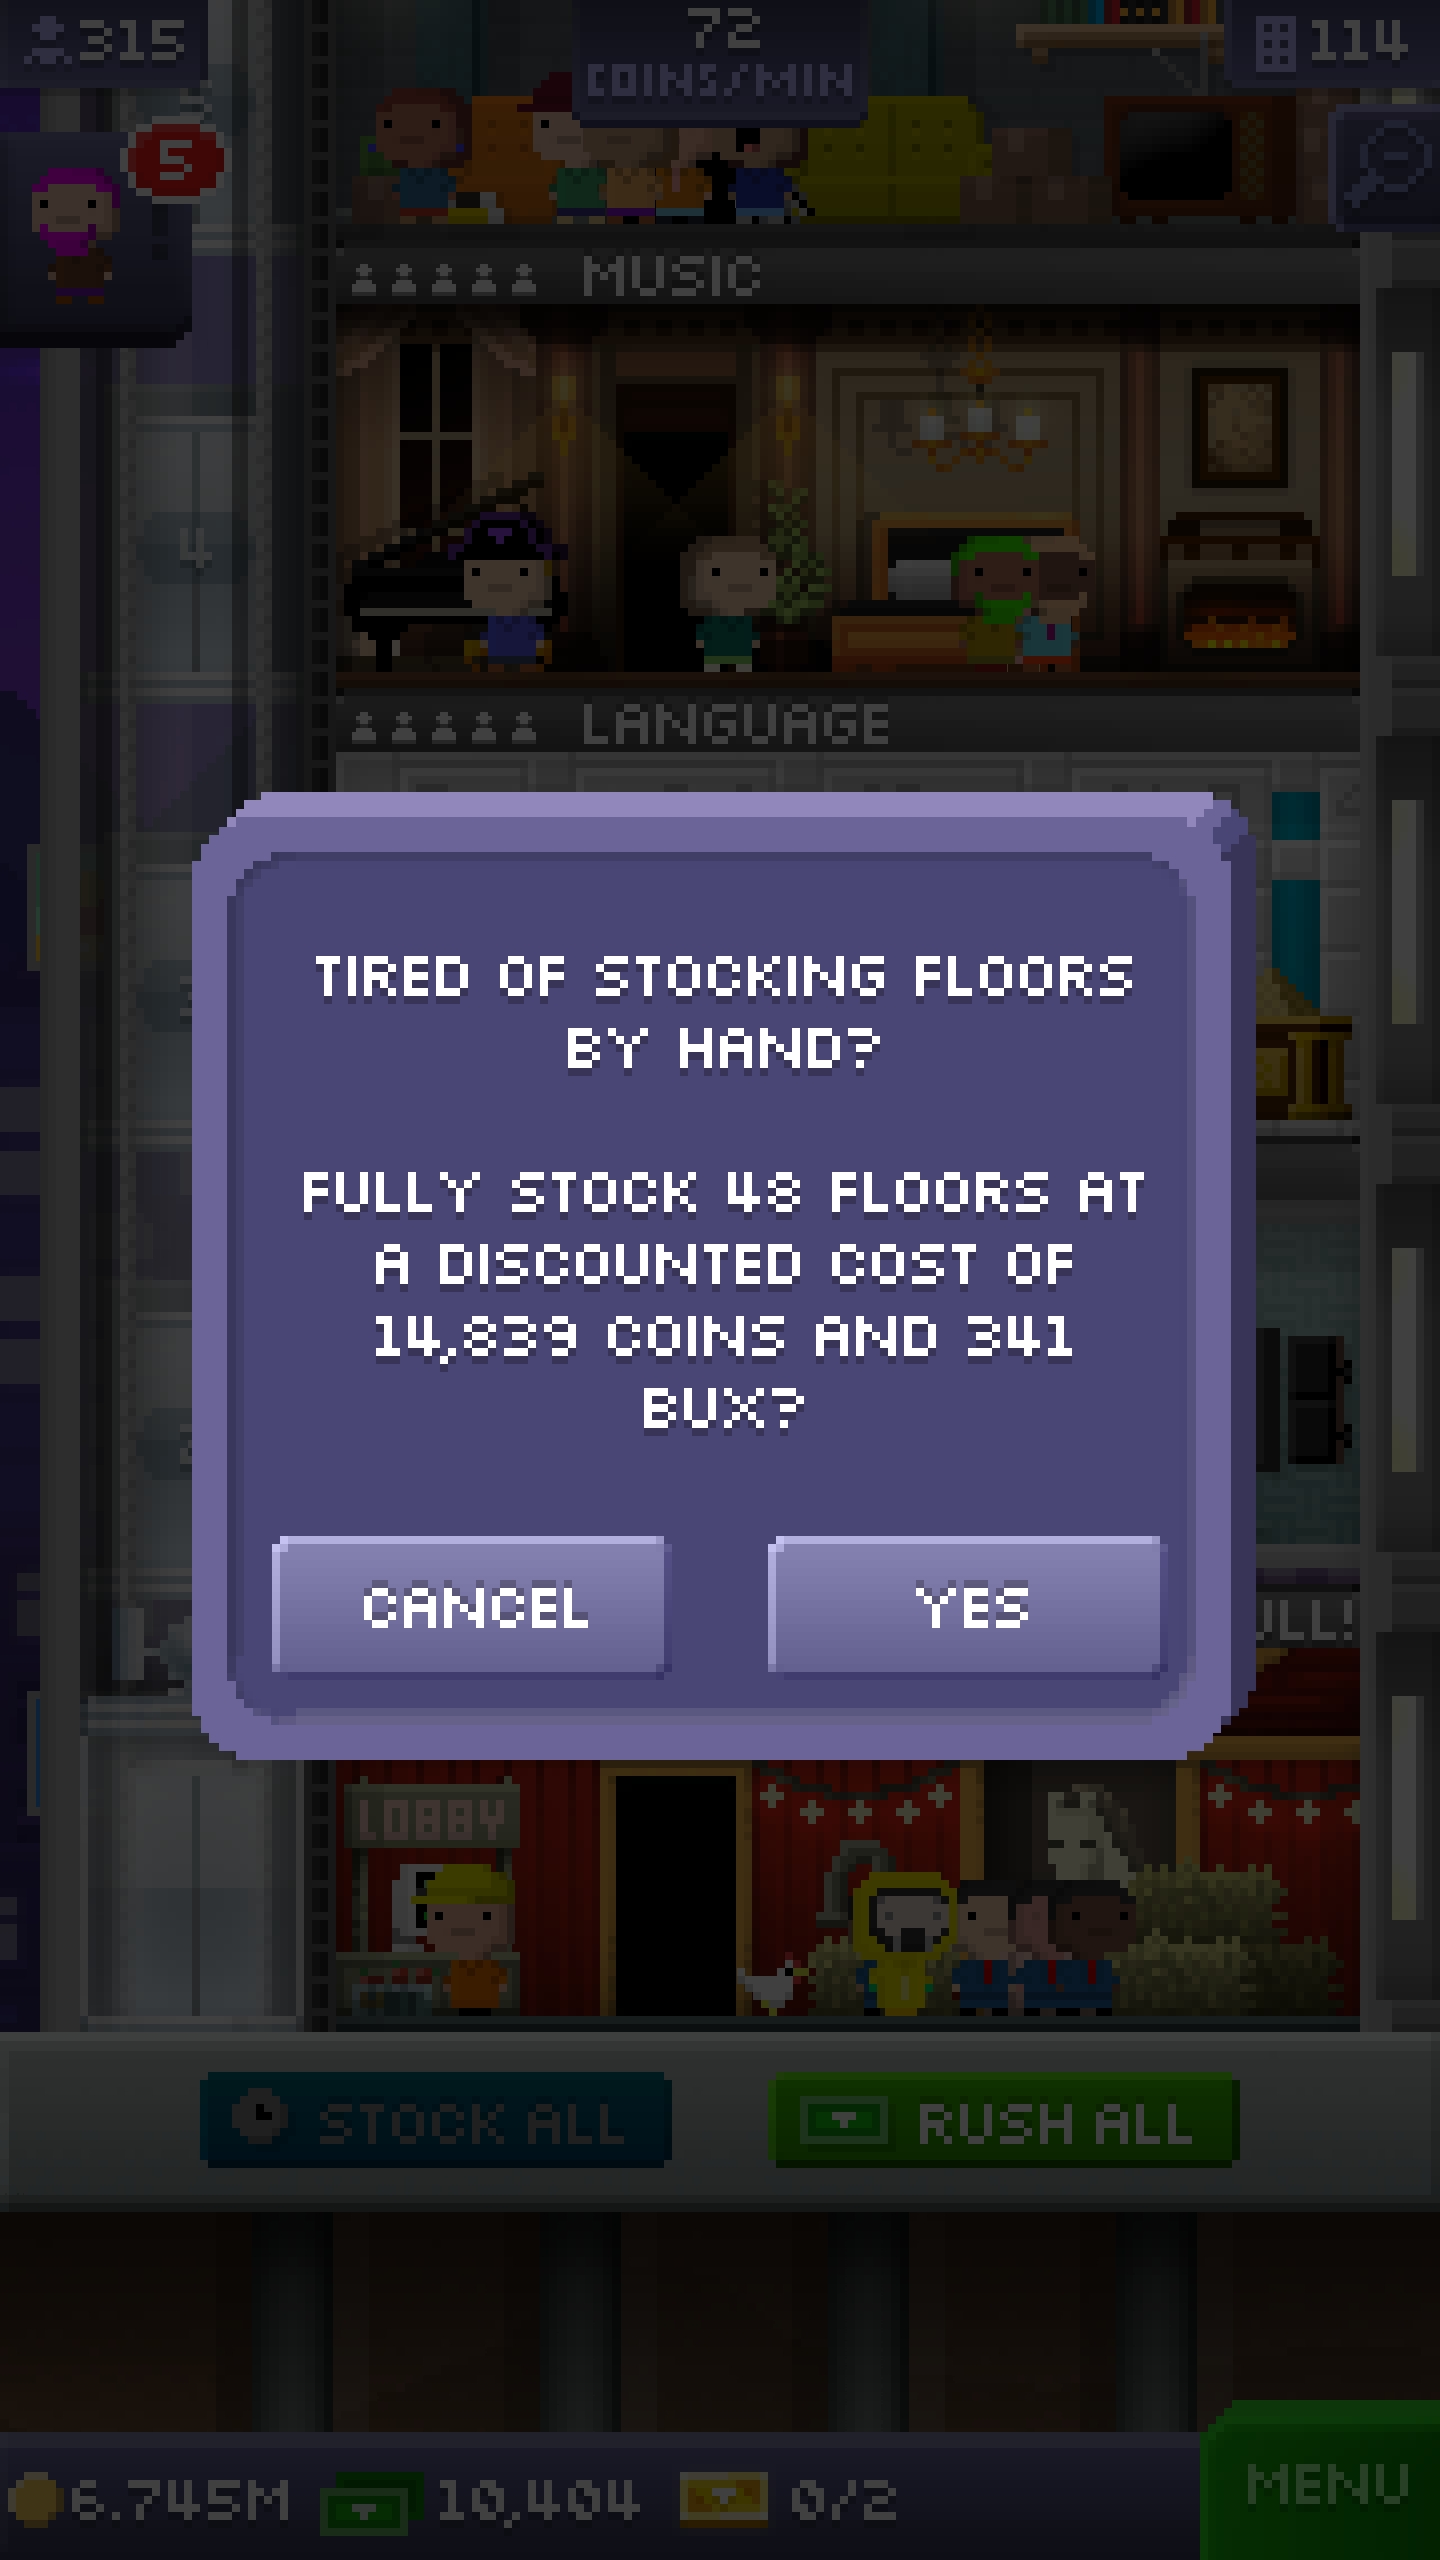 315
72
COINS/MIN
114
5
MUSIC
4
LANGUAGE
TIRED OF STOCKING FLOORS
BY HAND?
FULLY STOCK 48 FLOORS AT
A DISCOUNTED COST OF
14,839 COINS AND 341
BUX?
CANCEL
YES
LOBBY
STOCK ALL
RUSH ALL
6.745M
10,404
0/2
MENU